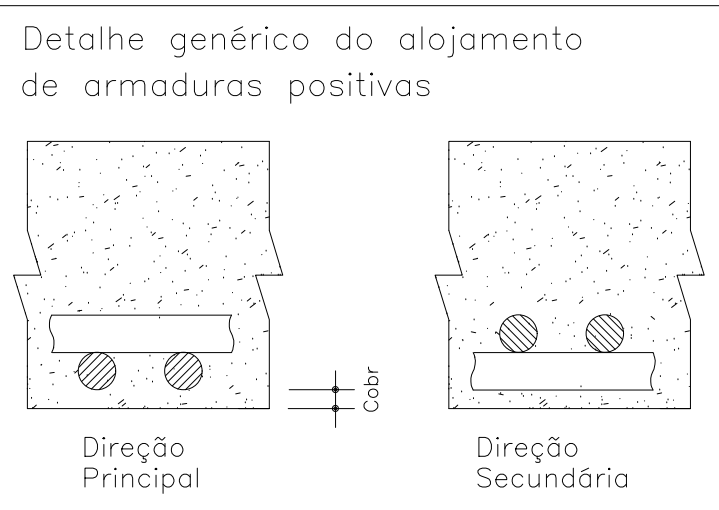 Detalhe genérico do alojamento
de armaduras positivas
Cobr
Direção
Principal
Direção
Secundária